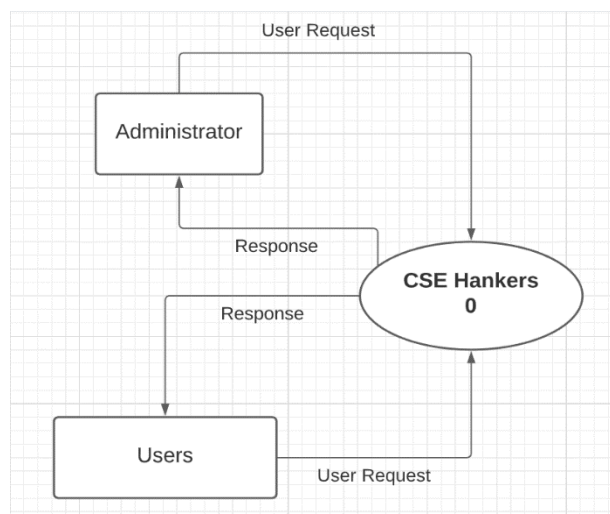 User Request
Administrator
Response
CSE Hankers
0
Response
Users
User Request